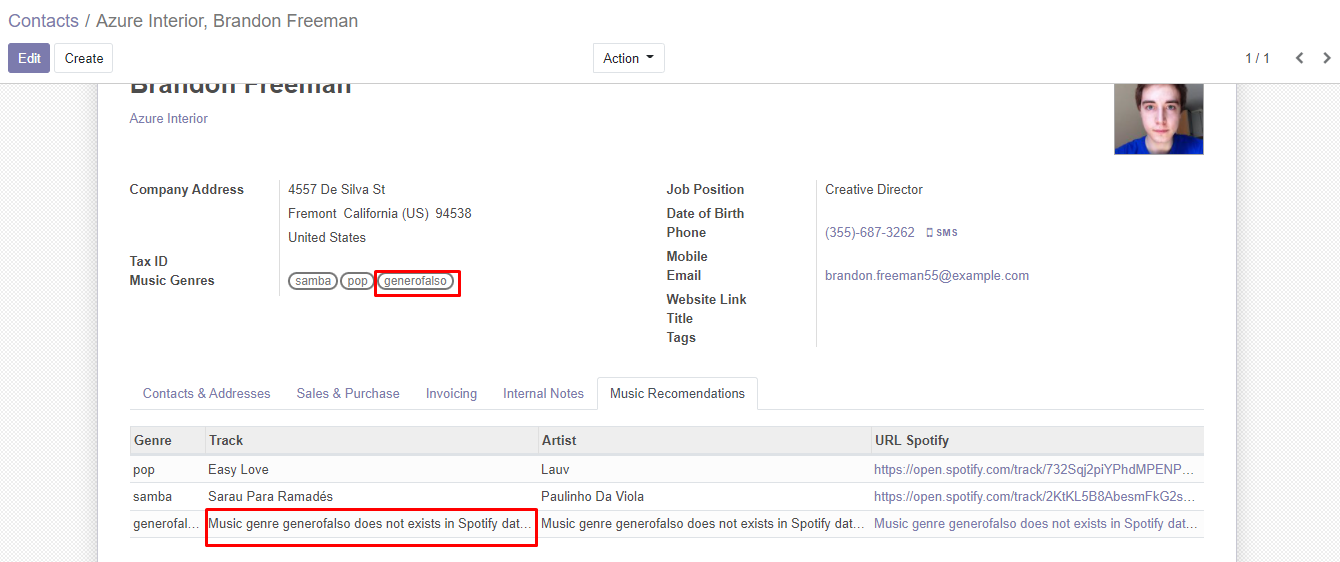 Contacts / Azure Interior, Brandon Freeman
Edit Create Action 1 / 1
Brandon Freeman
Azure Interior
Company Address 4557 De Silva St Job Position Creative Director
Fremont California (US) 94538 Date of Birth
United States Phone (355)-687-3262 SMS
Mobile
Tax ID
Music Genres samba pop generofalso Email brandon.freeman55@example.com
Website Link
Title
Tags
Contacts & Addresses Sales & Purchase Invoicing Internal Notes Music Recomendations
Genre Track Artist URL Spotify
pop Easy Love Lauv https://open.spotify.com/track/732Sqj2piYPhdMPENP...
samba Sarau Para Ramadés Paulinho Da Viola https://open.spotify.com/track/2KtKL5B8AbesmFkG2s...
generofal... Music genre generofalso does not exists in Spotify dat... Music genre generofalso does not exists in Spotify dat... Music genre generofalso does not exists in Spotify dat...